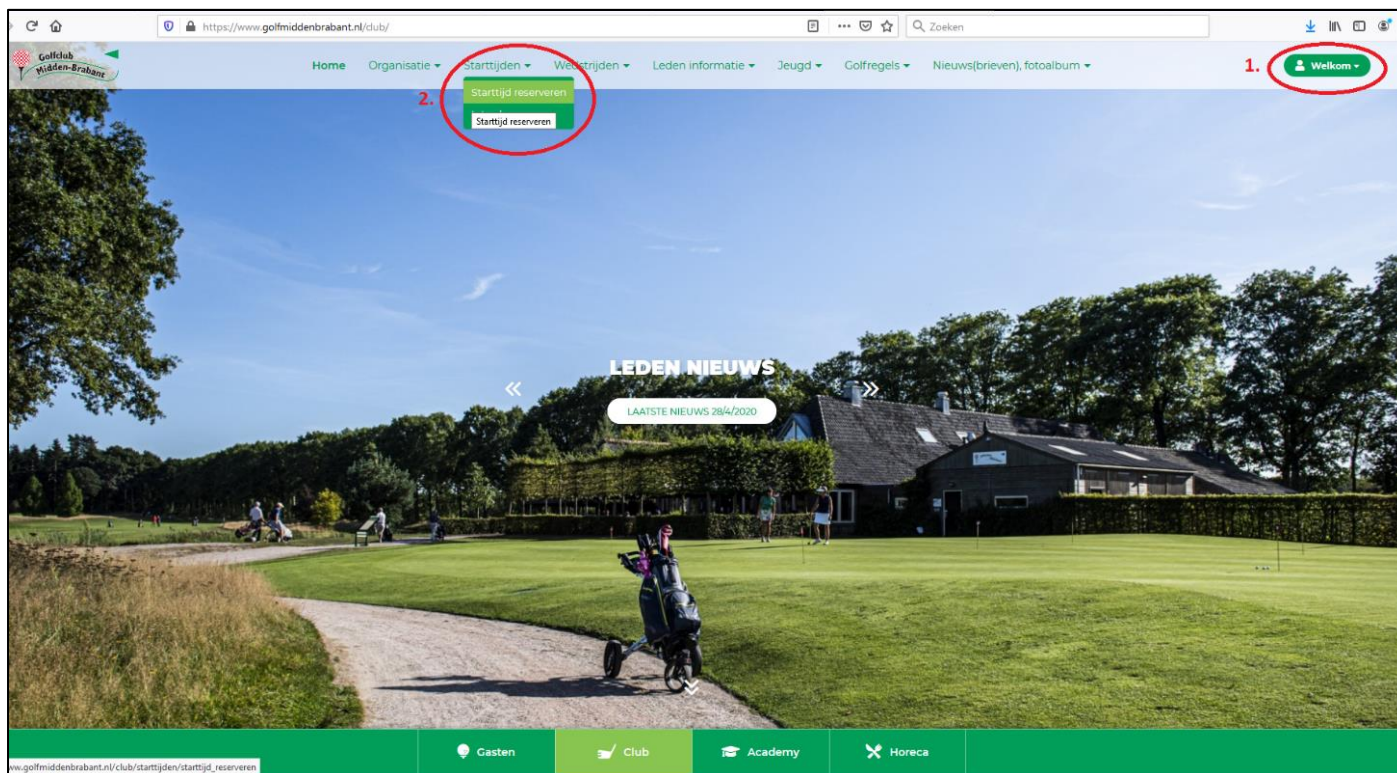 https://www.golfmiddenbrabant.nl/club/
Zoeken
Golfclub
Midden-Brabant
Home Organisatie Starttijden Wedstrijden Leden informatie Jeugd Golfregels Nieuws(brieven), fotoalbum
1. Welkom
2. Starttijd reserveren
Starttijd reserveren
LEDEN NIEUWS
LAATSTE NIEUWS 28/4/2020
Gasten Club Academy Horeca
ww.golfmiddenbrabant.nl/club/starttijden/starttijd_reserveren